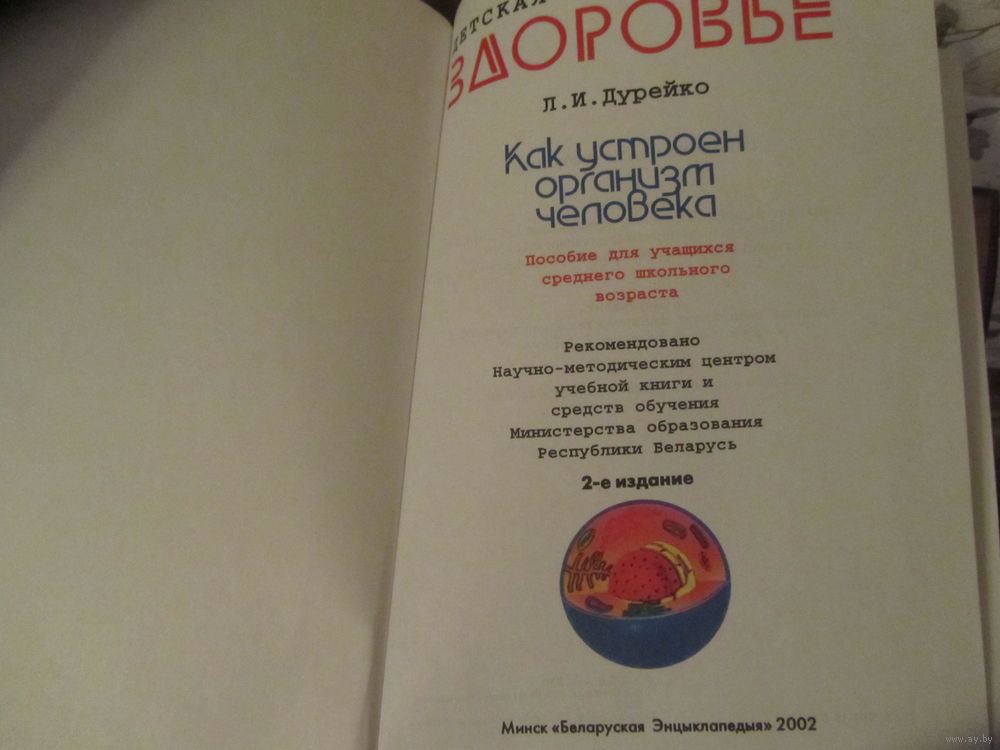 ДЕТСКАЯ
ЗДОРОВЬЕ
Л.И.Дурейко
Как устроен
организм
человека
Пособие для учащихся
среднего школьного
возраста
Рекомендовано
Научно-методическим центром
учебной книги и
средств обучения
Министерства образования
Республики Беларусь
2-е издание
Минск «Беларуская Энцыклапедыя» 2002
www.ay.by